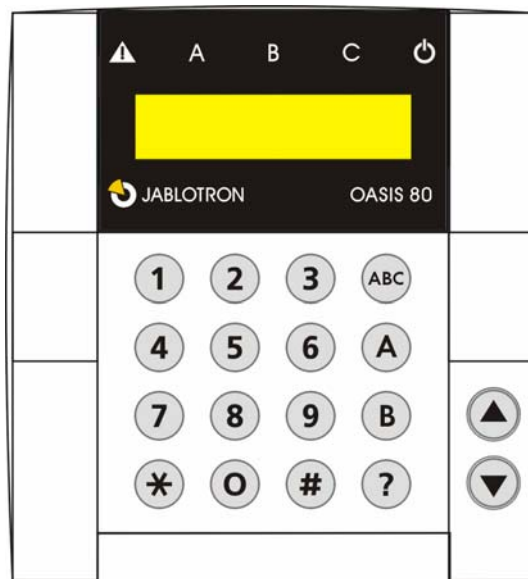 A B C
JABLOTRON OASIS 80
1 2 3 ABC
4 5 6 A
7 8 9 B
* 0 # ?